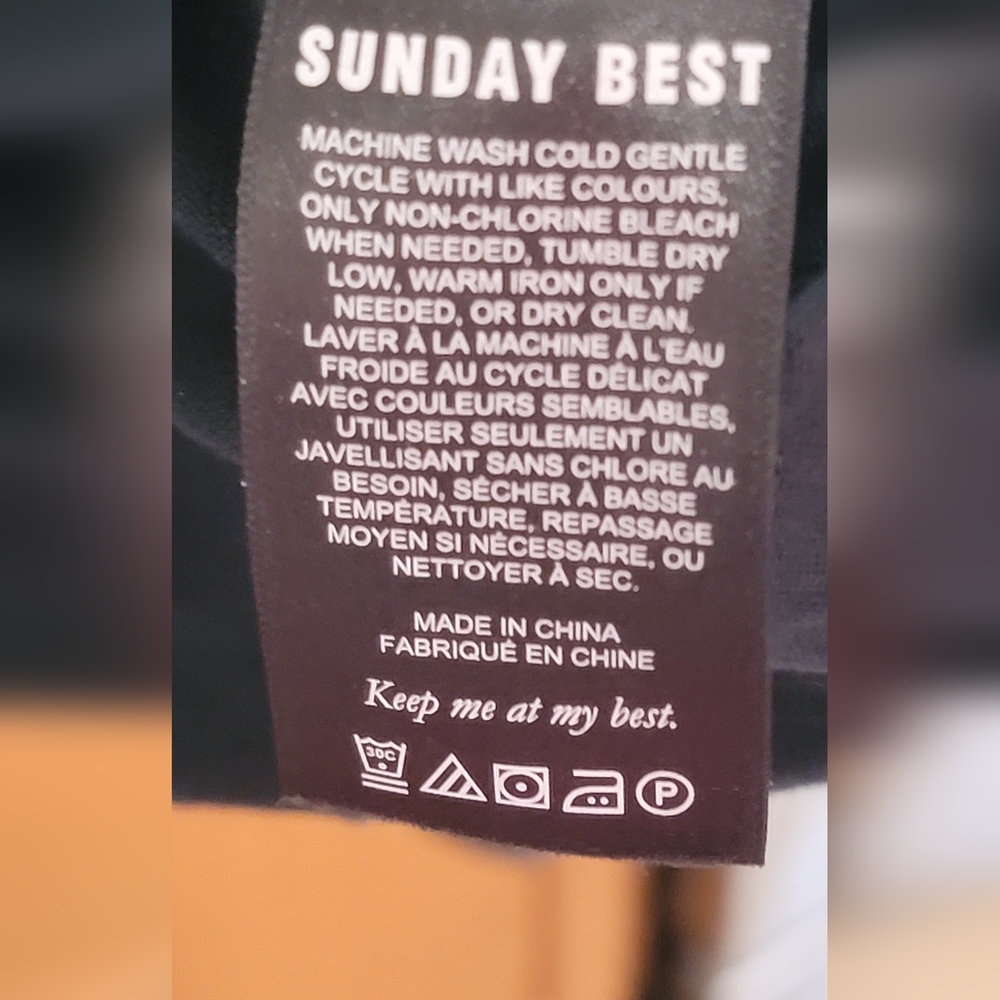 SUNDAY BEST
MACHINE WASH COLD GENTLE
CYCLE WITH LIKE COLOURS,
ONLY NON-CHLORINE BLEACH
WHEN NEEDED, TUMBLE DRY
LOW, WARM IRON ONLY IF
NEEDED, OR DRY CLEAN.
LAVER À LA MACHINE À L'EAU
FROIDE AU CYCLE DÉLICAT
AVEC COULEURS SEMBLABLES,
UTILISER SEULEMENT UN
JAVELLISANT SANS CHLORE AU
BESOIN, SÉCHER À BASSE
TEMPÉRATURE, REPASSAGE
MOYEN SI NÉCESSAIRE, OU
NETTOYER À SEC.
MADE IN CHINA
FABRIQUÉ EN CHINE
Keep me at my best.
30C P